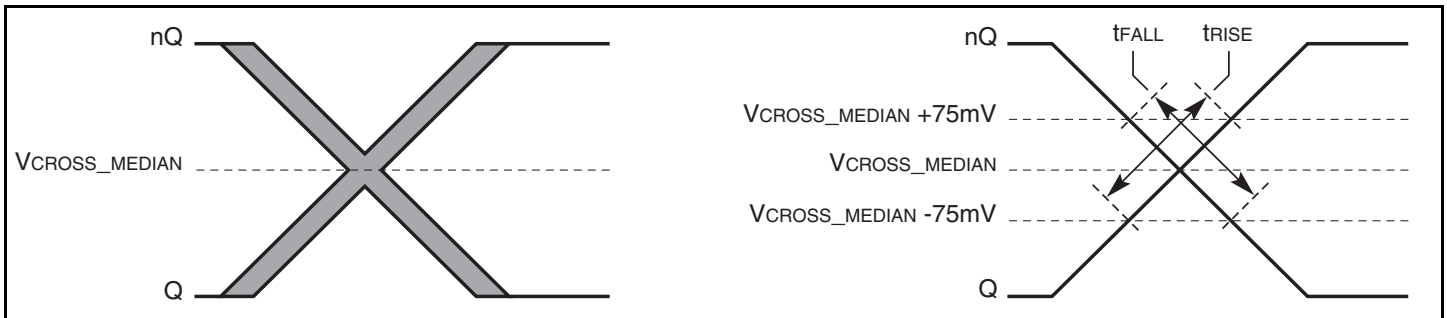 nQ
VCROSS_MEDIAN
Q
nQ
tFALL
tRISE
VCROSS_MEDIAN +75mV
VCROSS_MEDIAN
VCROSS_MEDIAN -75mV
Q